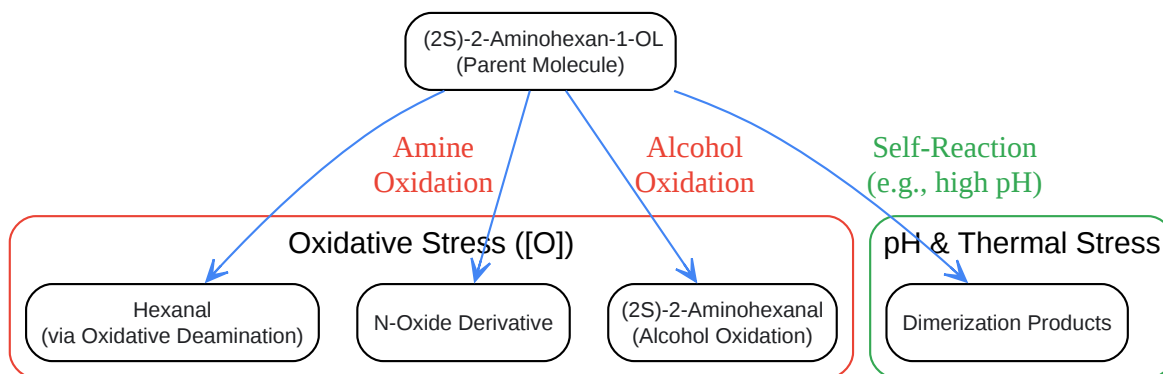 (2S)-2-Aminohexan-1-OL
(Parent Molecule)
Amine
Oxidation
Alcohol
Oxidation
Self-Reaction
(e.g., high pH)
Oxidative Stress ([O])
pH & Thermal Stress
Hexanal
(via Oxidative Deamination)
N-Oxide Derivative
(2S)-2-Aminohexanal
(Alcohol Oxidation)
Dimerization Products